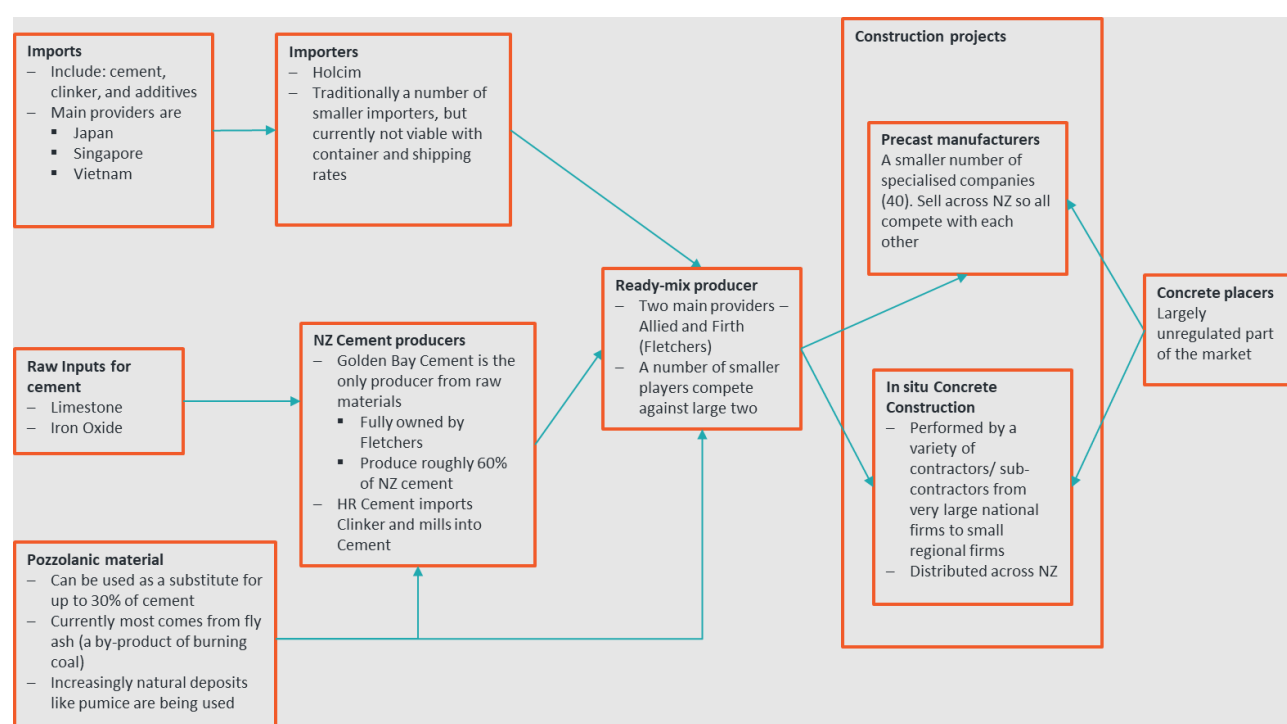 Imports
– Include: cement,
clinker, and additives
– Main providers are
▪ Japan
▪ Singapore
▪ Vietnam
Importers
– Holcim
– Traditionally a number of
smaller importers, but
currently not viable with
container and shipping
rates
Raw Inputs for
cement
– Limestone
– Iron Oxide
NZ Cement producers
– Golden Bay Cement is the
only producer from raw
materials
▪ Fully owned by
Fletchers
▪ Produce roughly 60%
of NZ cement
– HR Cement imports
Clinker and mills into
Cement
Pozzolanic material
– Can be used as a substitute for
up to 30% of cement
– Currently most comes from fly
ash (a by-product of burning
coal)
– Increasingly natural deposits
like pumice are being used
Ready-mix producer
– Two main providers –
Allied and Firth
(Fletchers)
– A number of smaller
players compete
against large two
Construction projects
Precast manufacturers
A smaller number of
specialised companies
(40). Sell across NZ so all
compete with each
other
In situ Concrete
Construction
– Performed by a
variety of
contractors/ sub-
contractors from
very large national
firms to small
regional firms
– Distributed across NZ
Concrete placers
Largely
unregulated part
of the market